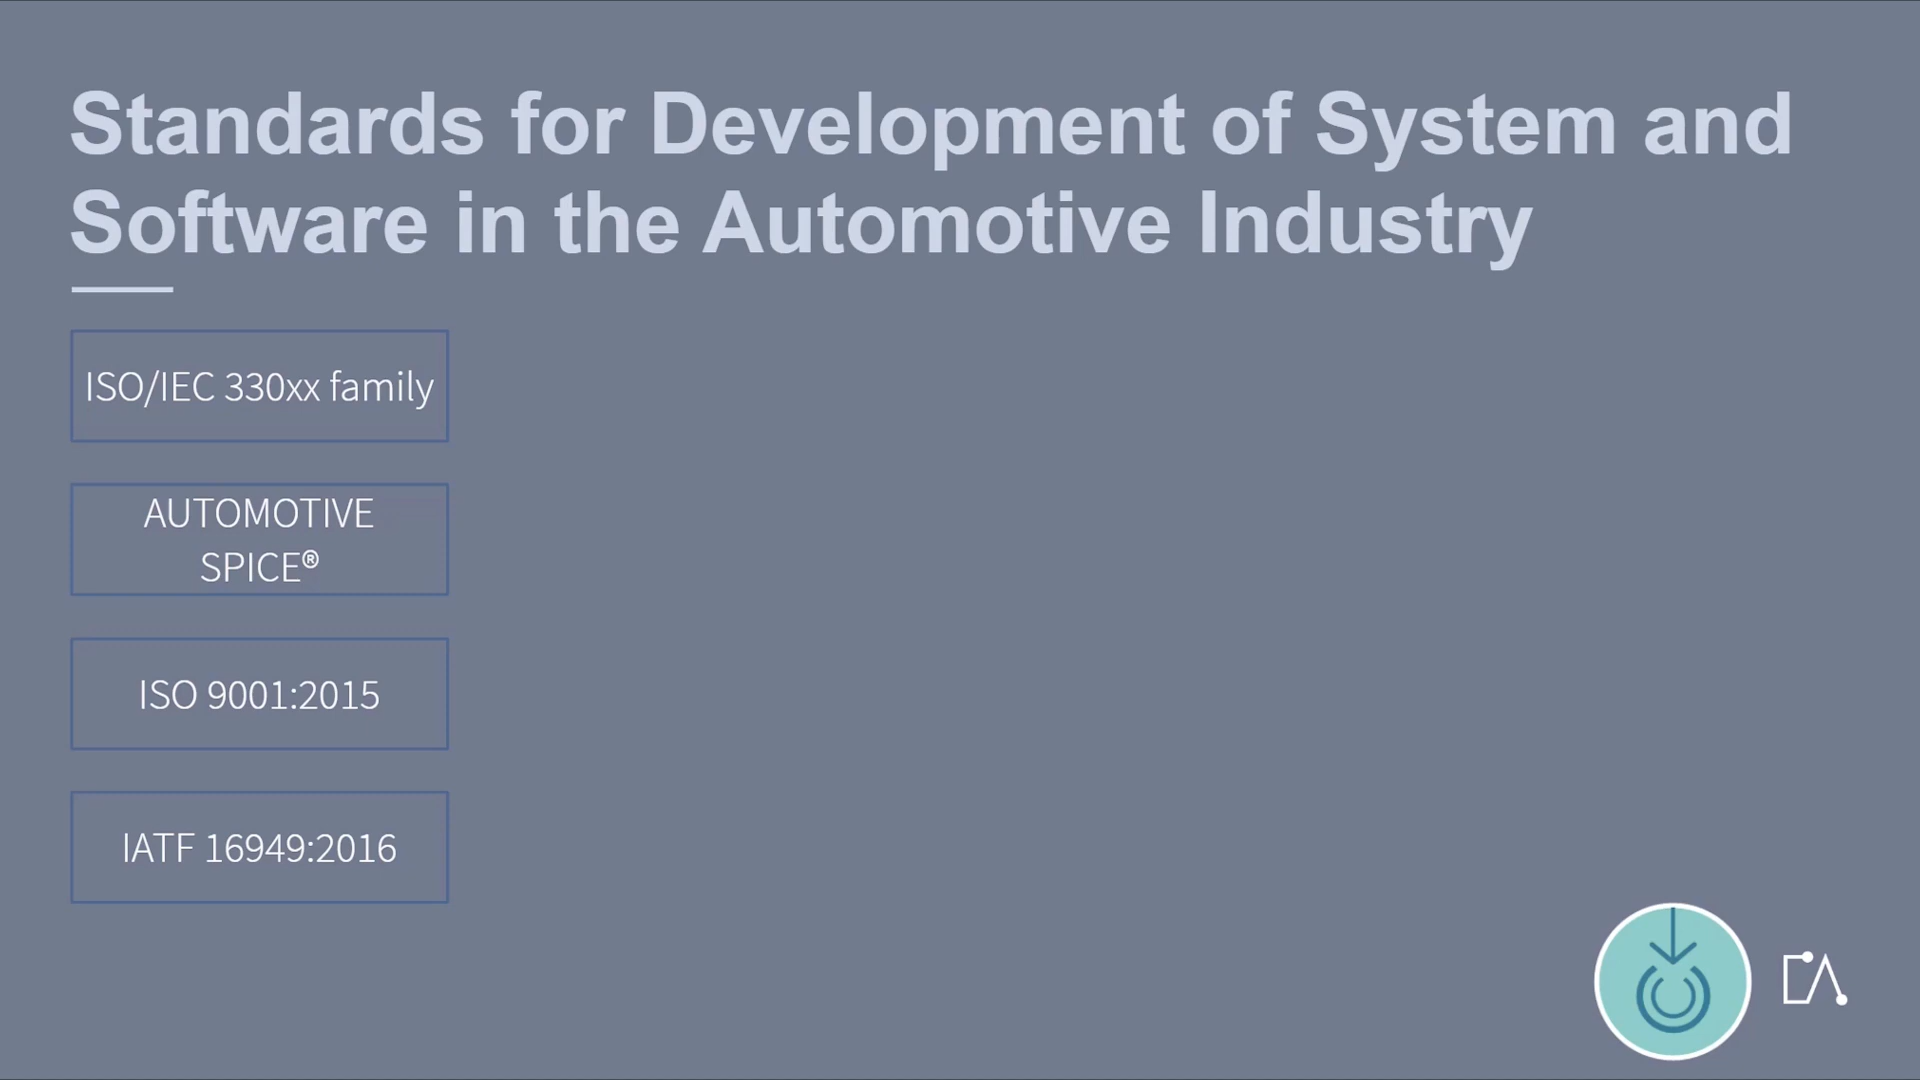 Standards for Development of System and
Software in the Automotive Industry
ISO/IEC 330xx family
AUTOMOTIVE
SPICE®
ISO 9001:2015
IATF 16949:2016